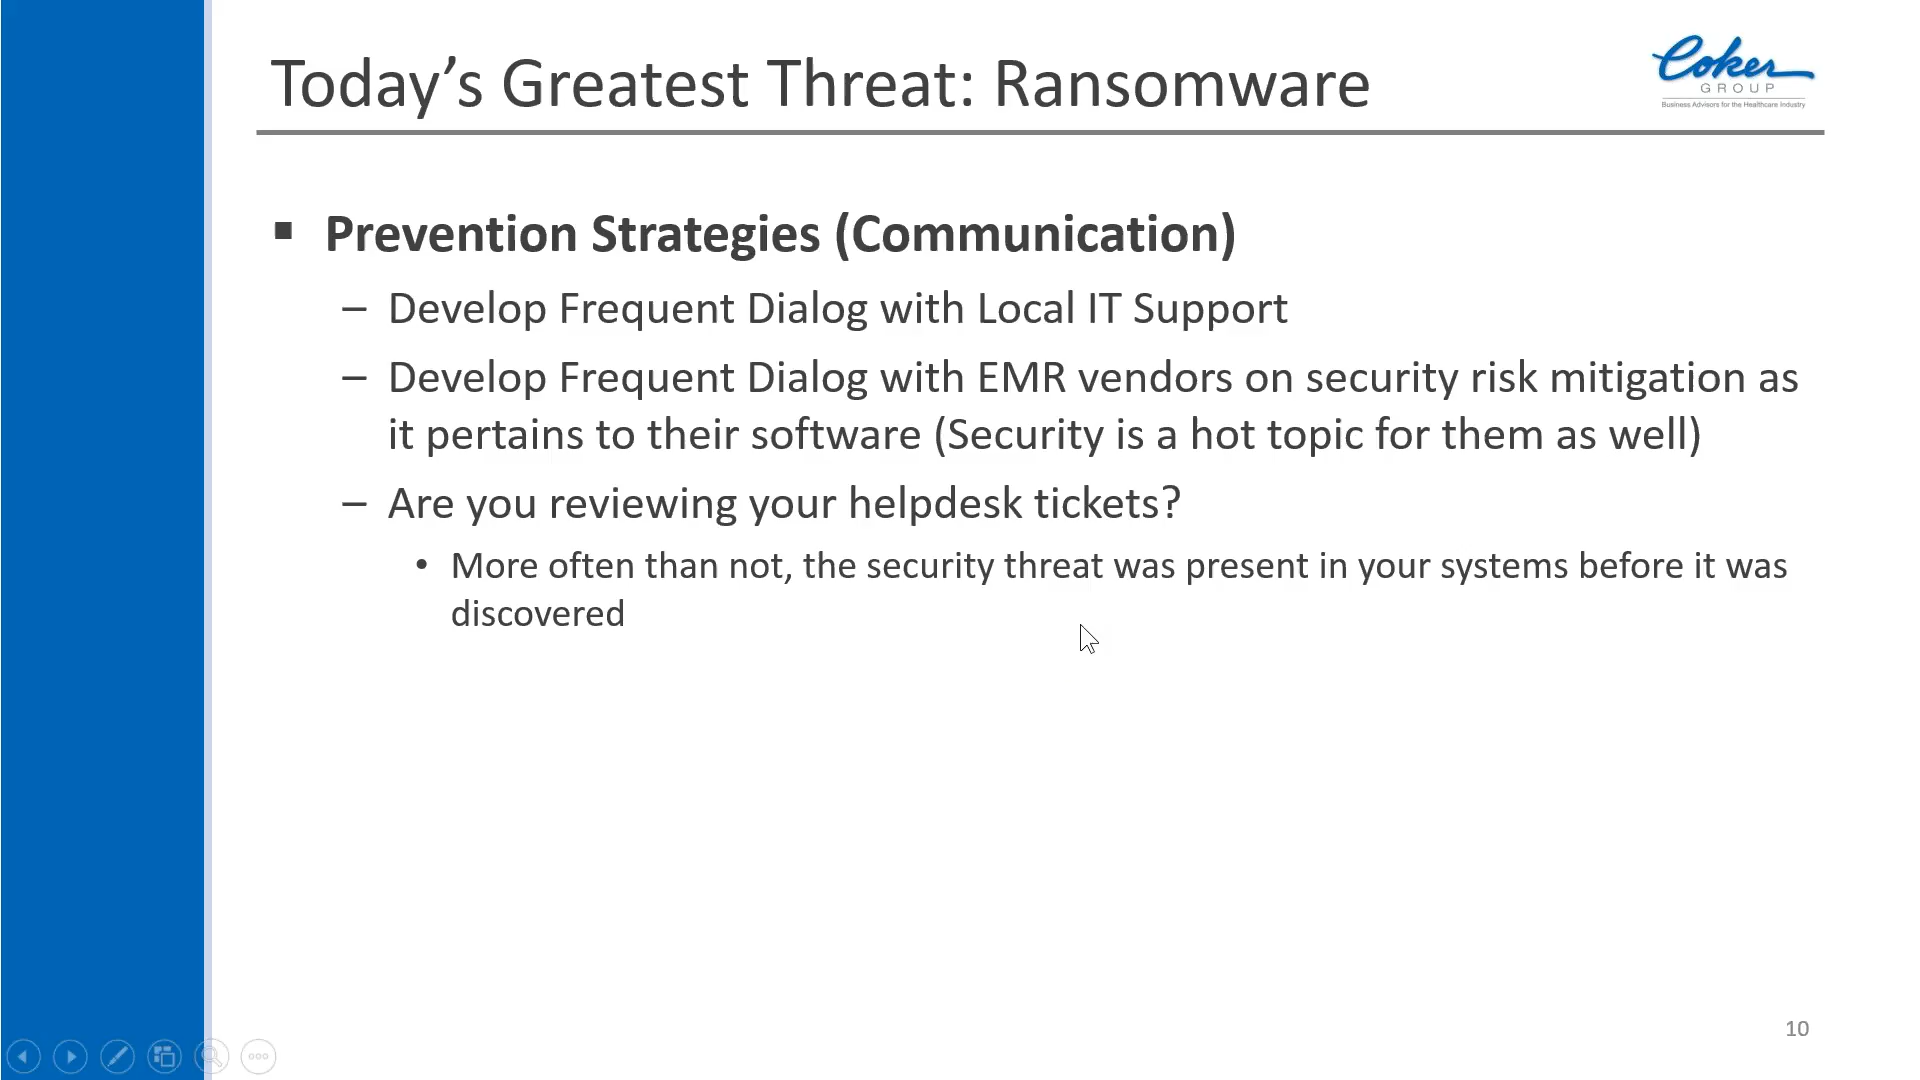 Today’s Greatest Threat: Ransomware
Coker
GROUP
Business Advisors for the Healthcare Industry
▪ Prevention Strategies (Communication)
– Develop Frequent Dialog with Local IT Support
– Develop Frequent Dialog with EMR vendors on security risk mitigation as
it pertains to their software (Security is a hot topic for them as well)
– Are you reviewing your helpdesk tickets?
• More often than not, the security threat was present in your systems before it was
discovered
10